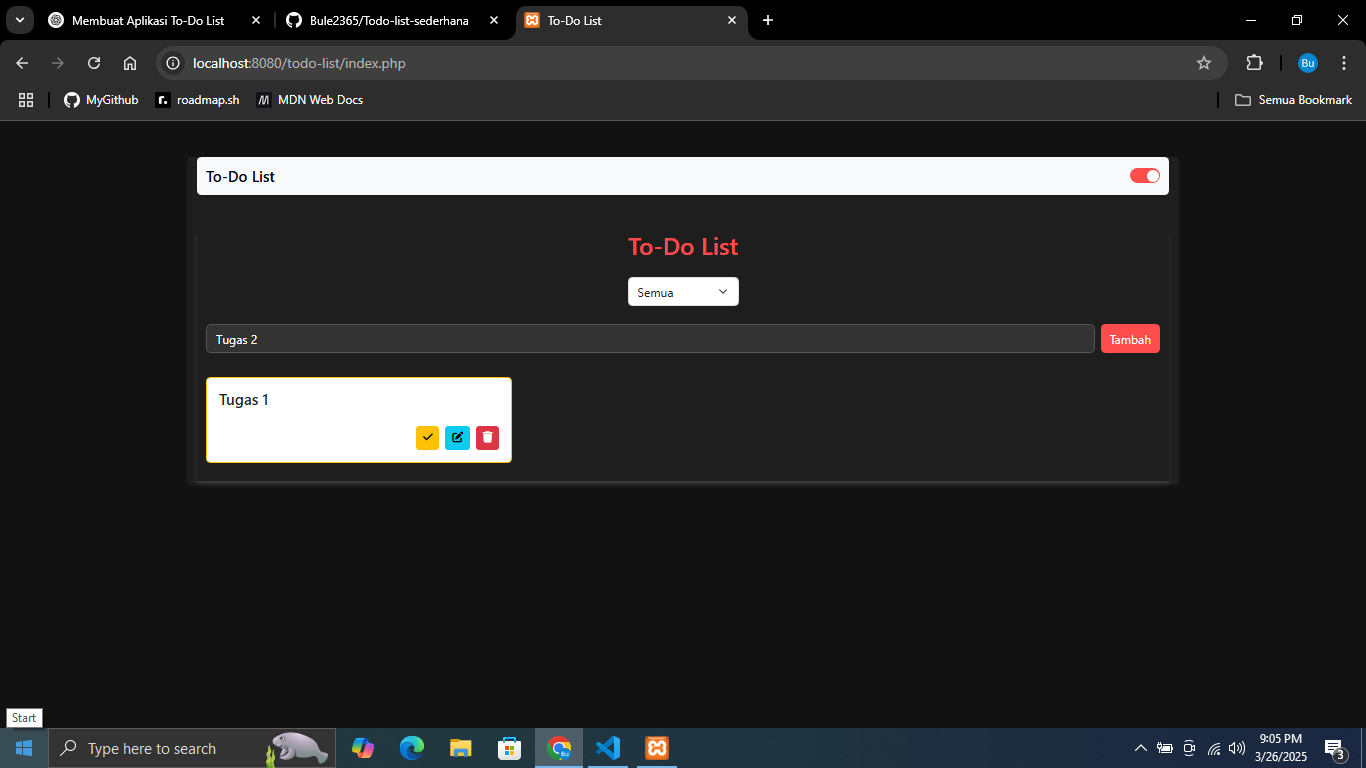 Membuat Aplikasi To-Do List
Bule2365/Todo-list-sederhana
To-Do List
localhost:8080/todo-list/index.php
Bu
MyGithub
roadmap.sh
MDN Web Docs
Semua Bookmark
To-Do List
To-Do List
Semua
Tugas 2
Tambah
Tugas 1
Start
Type here to search
9:05 PM
3/26/2025
3